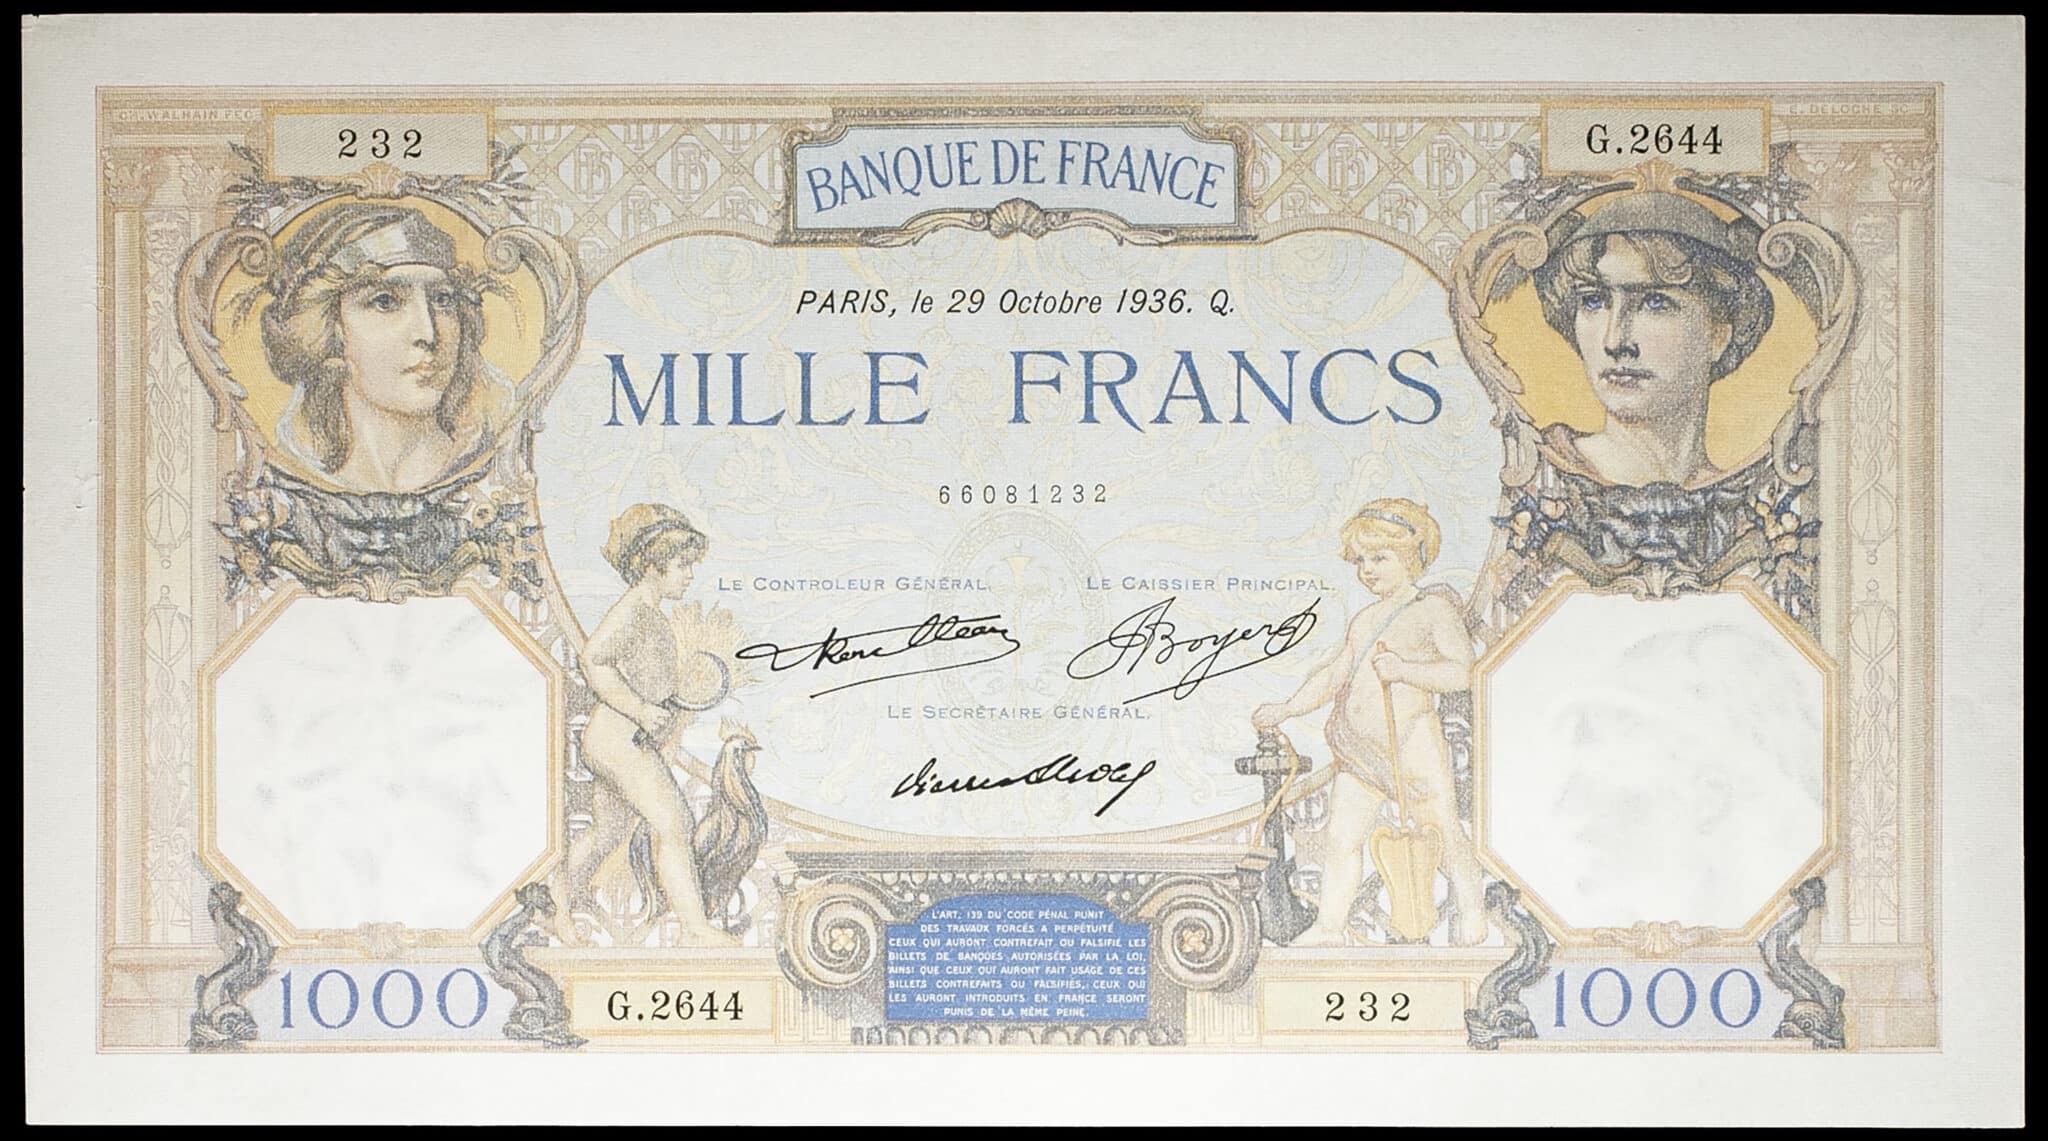 CH. WALHAIN FEC.
E. DELOCHE SC.
232
G.2644
BANQUE DE FRANCE
PARIS, le 29 Octobre 1936. Q.
MILLE FRANCS
66081232
LE CONTROLEUR GÉNÉRAL.
LE CAISSIER PRINCIPAL.
Boyer
LE SECRÉTAIRE GÉNÉRAL.
L'ART. 139 DU CODE PÉNAL PUNIT
DES TRAVAUX FORCÉS A PERPÉTUITÉ
CEUX QUI AURONT CONTREFAIT OU FALSIFIÉ LES
BILLETS DE BANQUES AUTORISÉES PAR LA LOI,
AINSI QUE CEUX QUI AURONT FAIT USAGE DE CES
BILLETS CONTREFAITS OU FALSIFIÉS, CEUX QUI
LES AURONT INTRODUITS EN FRANCE SERONT
PUNIS DE LA MÊME PEINE.
1000
G.2644
232
1000